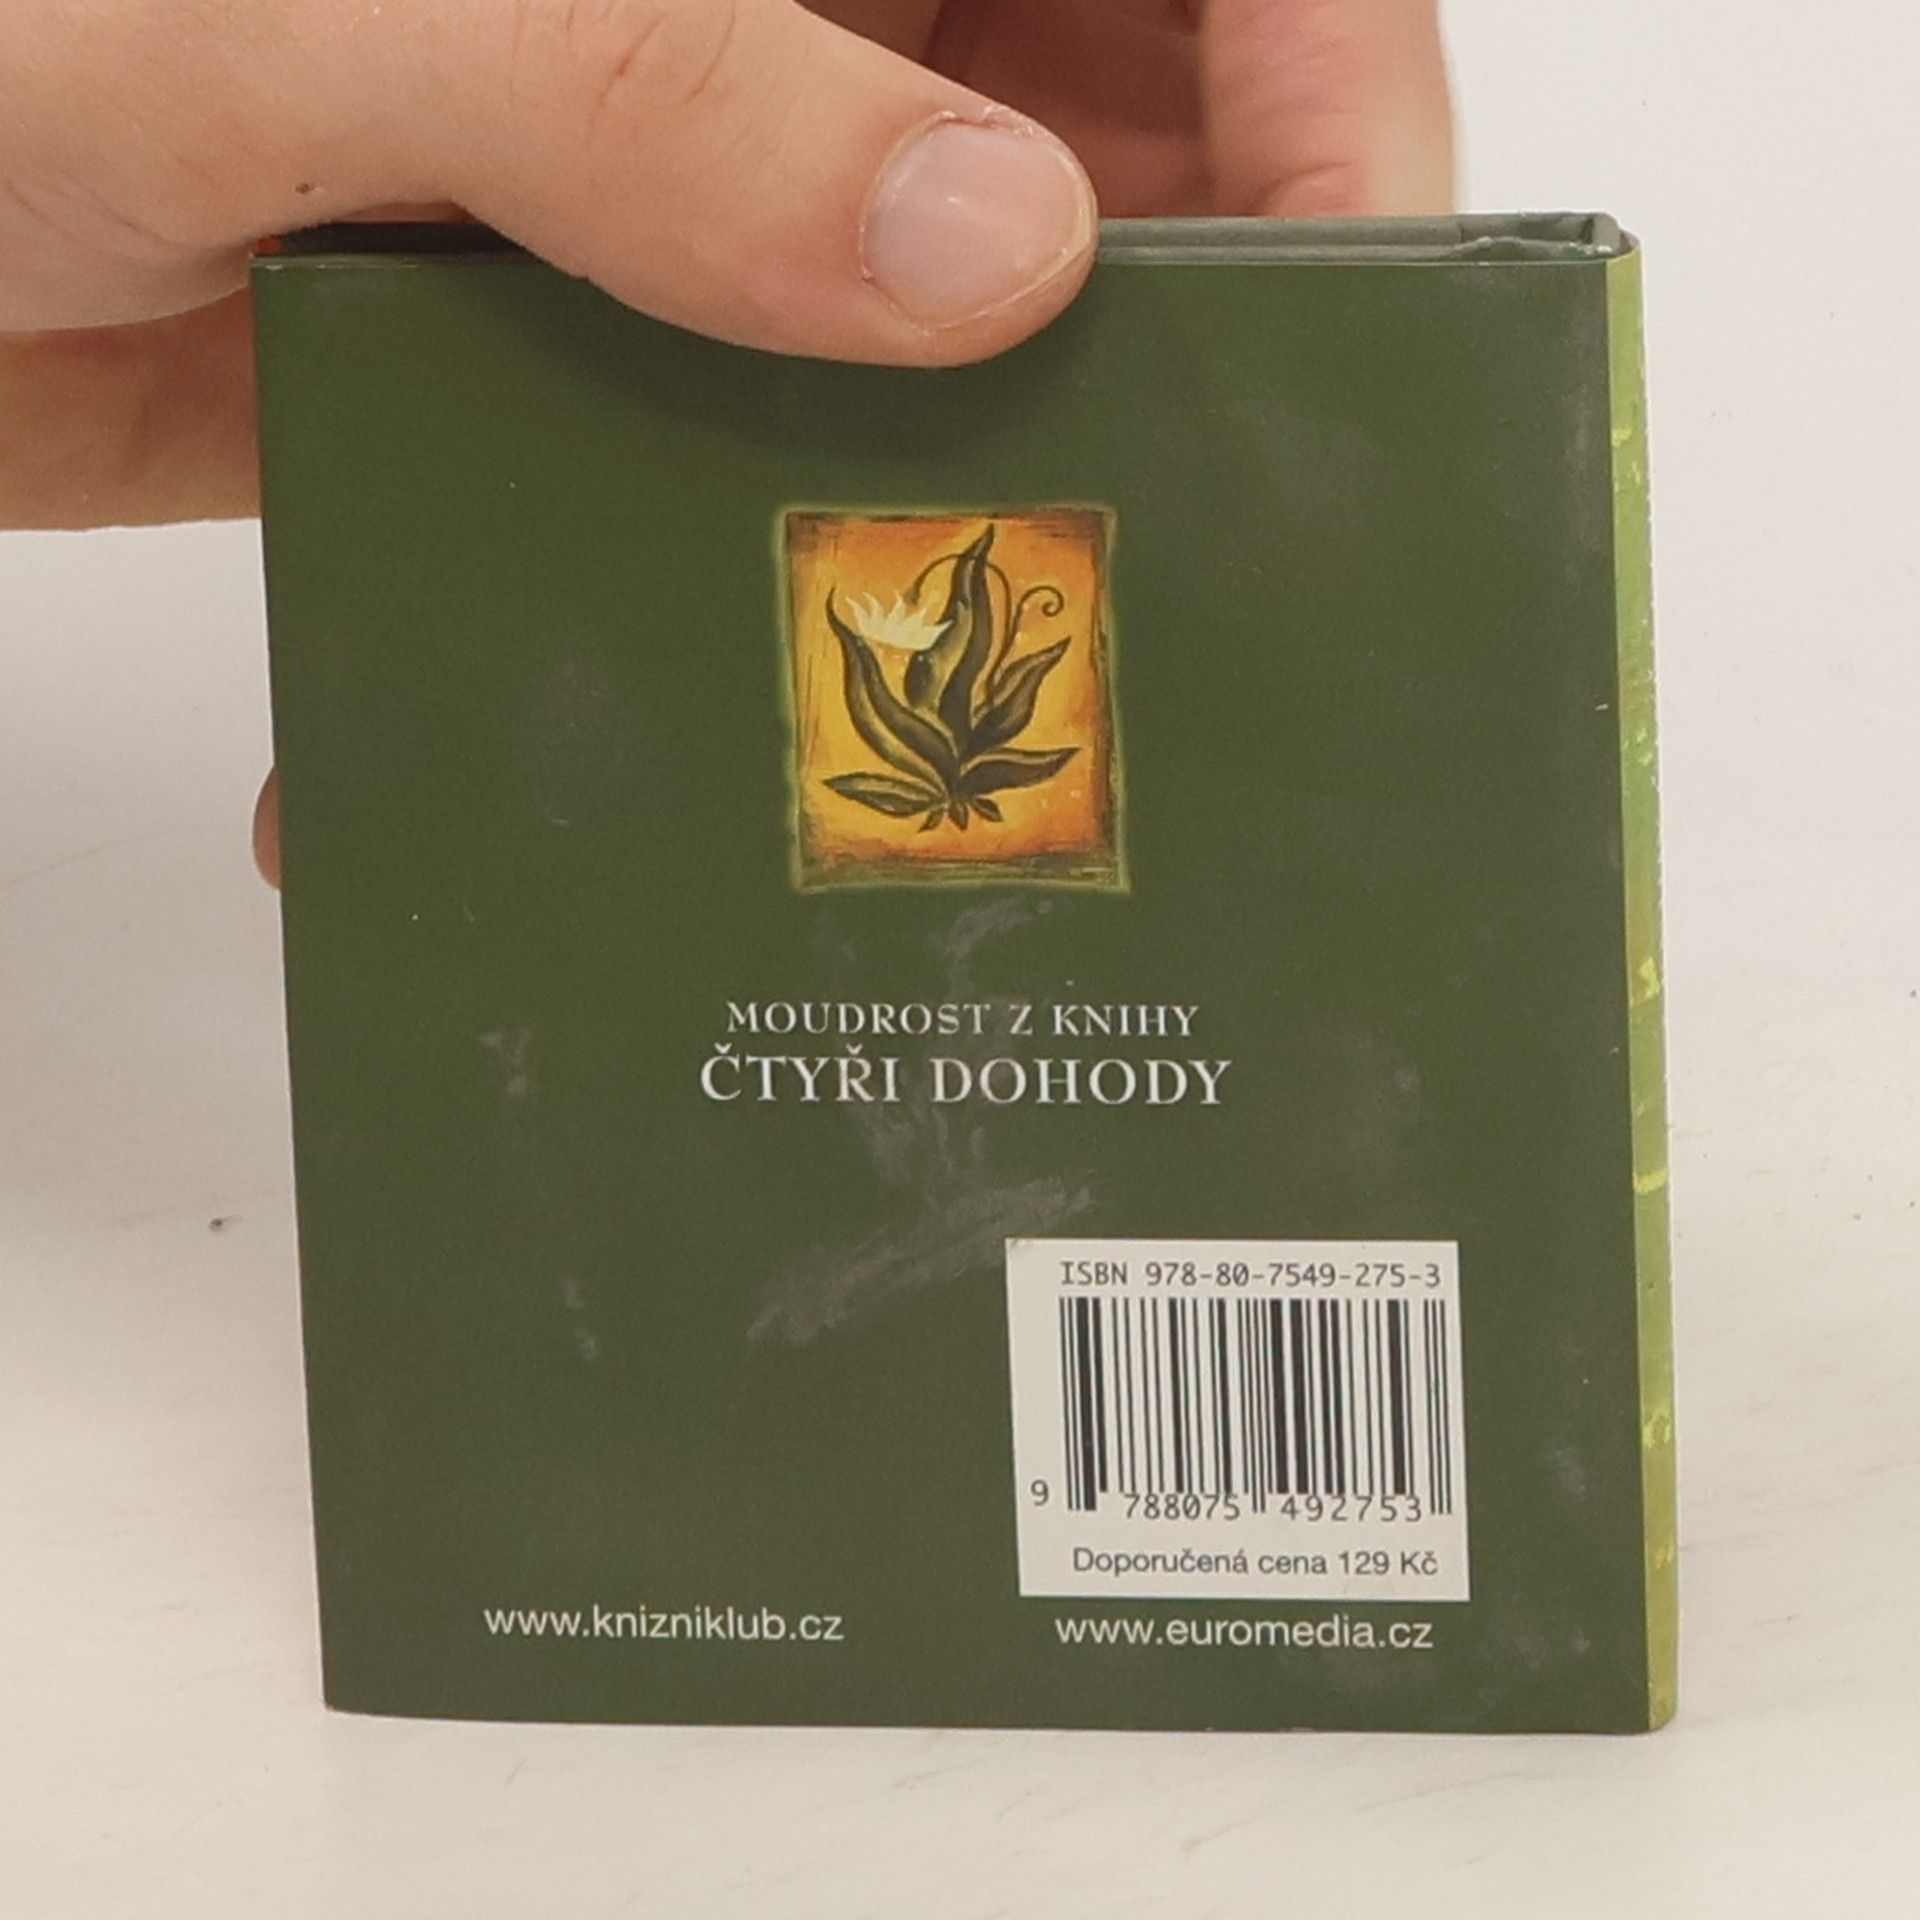 MOUDROST Z KNIHY
ČTYŘI DOHODY
ISBN 978-80-7549-275-3
9 788075 492753
Doporučená cena 129 Kč
www.knizniklub.cz
www.euromedia.cz